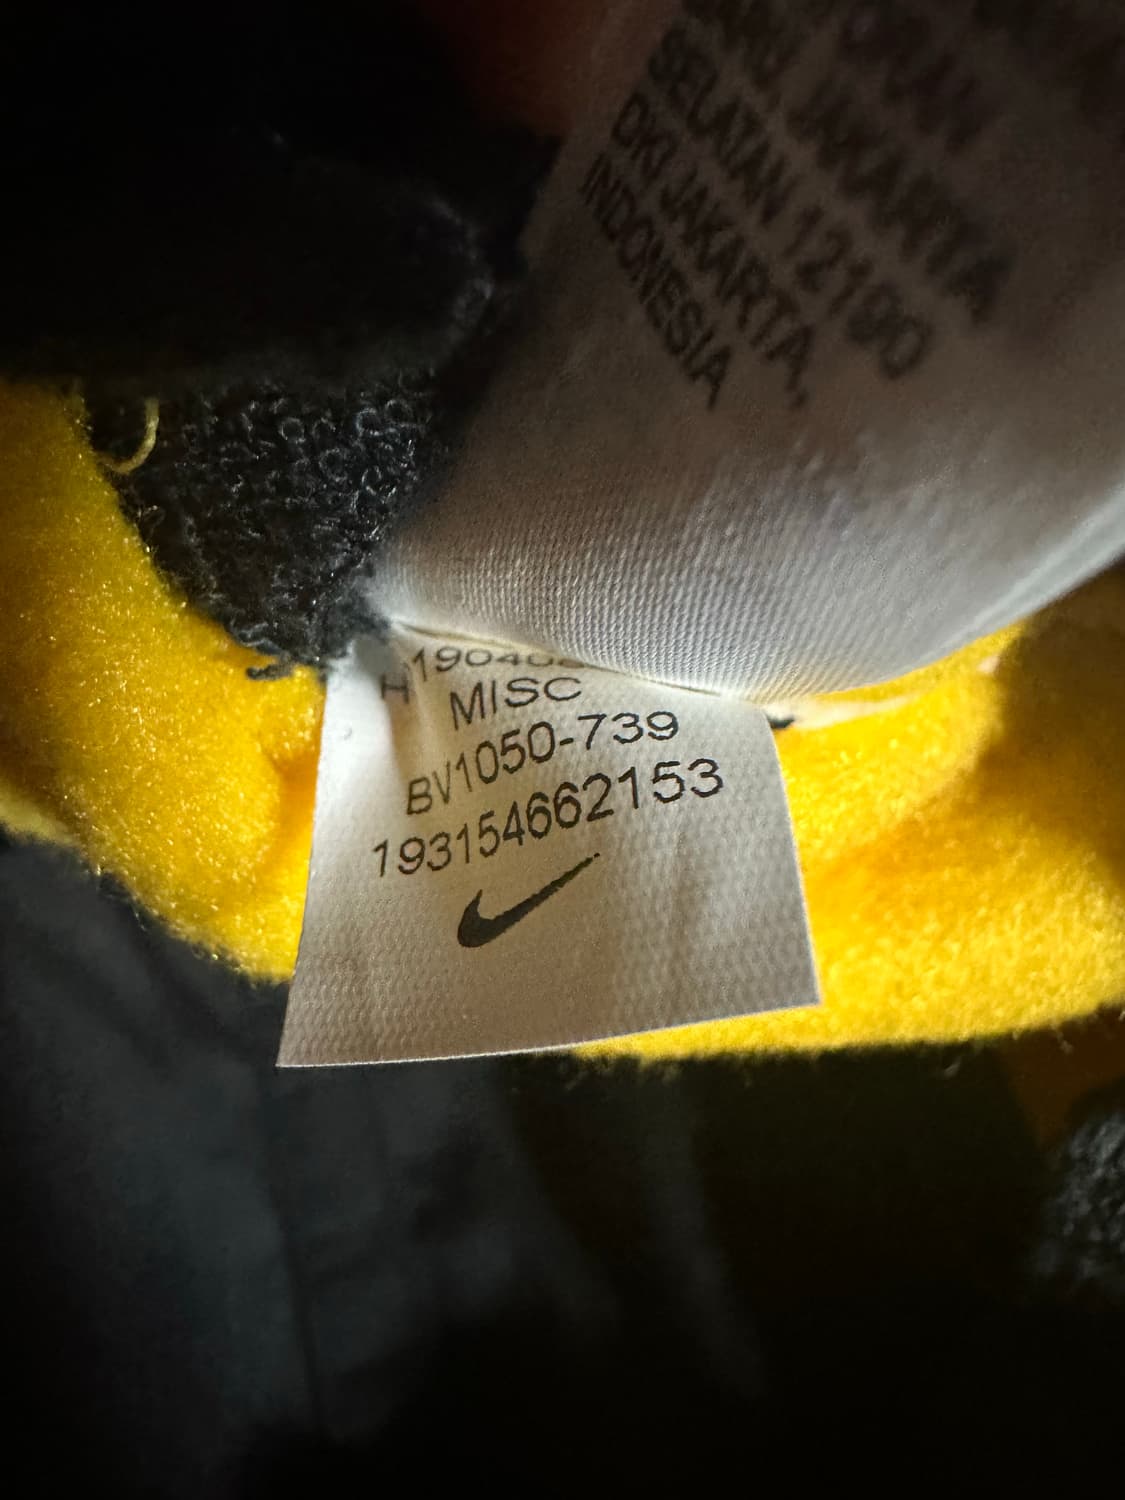 JAKARTA
SELATAN 12190
DKI JAKARTA,
INDONESIA
MISC
BV1050-739
193154662153